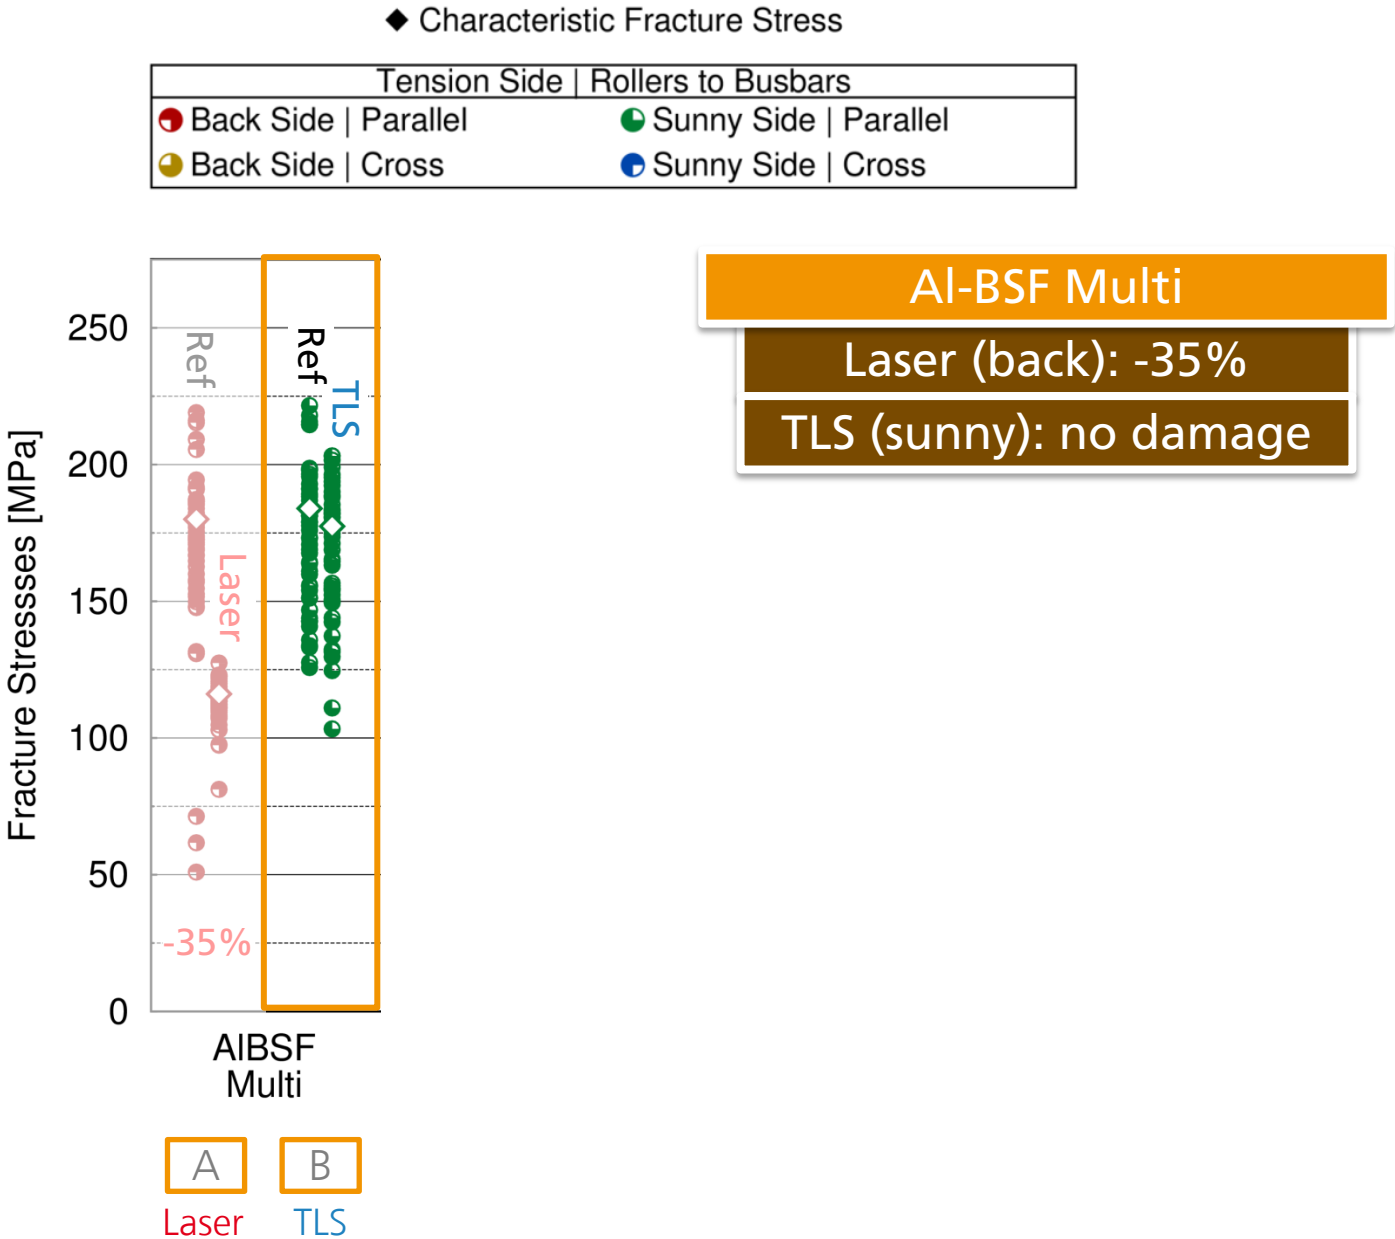 ◆ Characteristic Fracture Stress
Tension Side | Rollers to Busbars
Back Side | Parallel
Sunny Side | Parallel
Back Side | Cross
Sunny Side | Cross
Al-BSF Multi
Laser (back): -35%
TLS (sunny): no damage
Fracture Stressses [MPa]
250
200
150
100
50
0
Ref
Laser
Ref
TLS
-35%
AlBSF
Multi
A
B
Laser
TLS